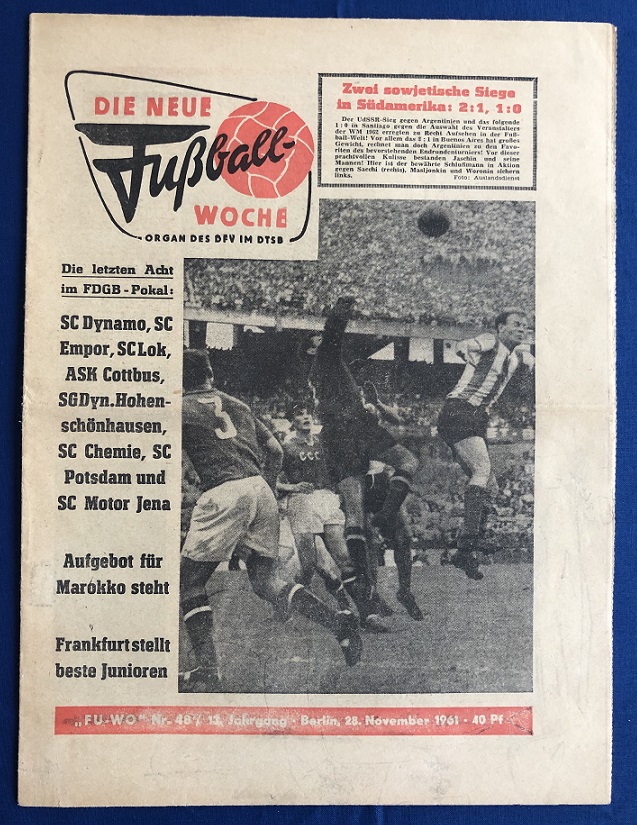 DIE NEUE
Fußball-
WOCHE
ORGAN DES DFV IM DTSB
Zwei sowjetische Siege
in Südamerika: 2:1, 1:0
Der UdSSR-Sieg gegen Argentinien und das folgende
1:0 in Santiago gegen die Auswahl des Veranstalters
der WM 1962 erregten zu Recht Aufsehen in der Fuß-
ball-Welt! Vor allem das 2:1 in Buenos Aires hat großes
Gewicht, rechnet man doch Argentinien zu den Favo-
riten des bevorstehenden Endrundenturniers! Vor dieser
prachtvollen Kulisse bestanden Jaschin und seine
Mannen! Hier ist der bewährte Schlußmann in Aktion
gegen Sacchi (rechts), Masljonkin und Woronin sichern
links.
Foto: Auslandsdienst
Die letzten Acht
im FDGB-Pokal:
SC Dynamo, SC
Empor, SC Lok,
ASK Cottbus,
SG Dyn. Hohen-
schönhausen,
SC Chemie, SC
Potsdam und
SC Motor Jena
Aufgebot für
Marokko steht
Frankfurt stellt
beste Junioren
3
CCC
„FU-WO" Nr. 48 / 13. Jahrgang · Berlin, 28. November 1961 · 40 Pf